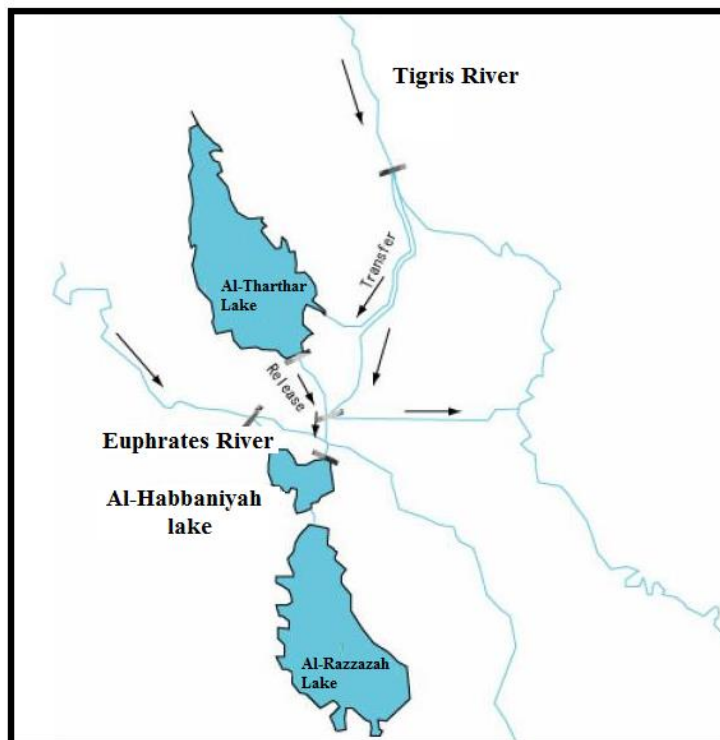 Tigris River
Transfer
Al-Tharthar
Lake
Release
Euphrates River
Al-Habbaniyah
lake
Al-Razzazah
Lake